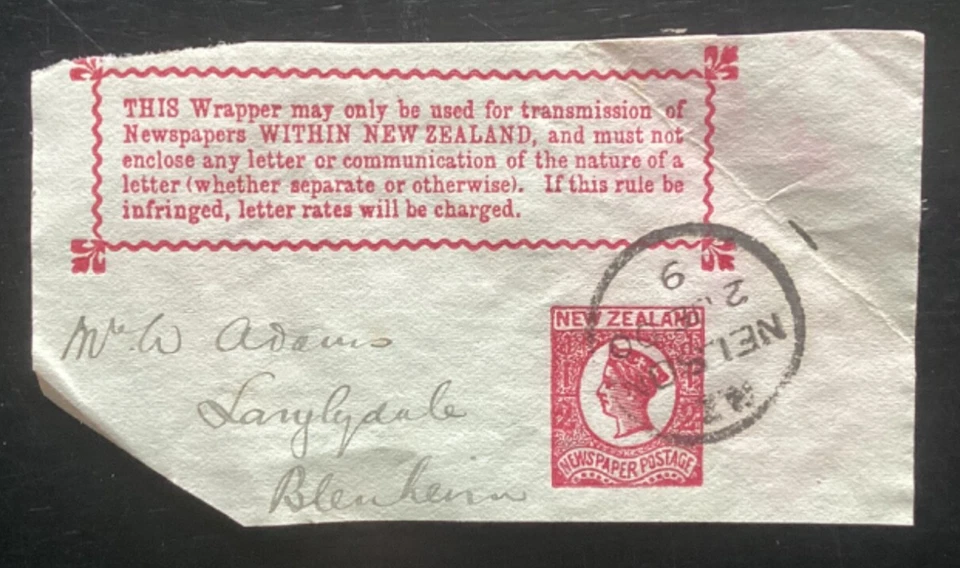 THIS Wrapper may only be used for transmission of
Newspapers WITHIN NEW ZEALAND, and must not
enclose any letter or communication of the nature of a
letter (whether separate or otherwise). If this rule be
infringed, letter rates will be charged.
Mr. W Adams
Langlydale
Blenheim
NEW ZEALAND
NEWSPAPER POSTAGE
NELSON
2
9